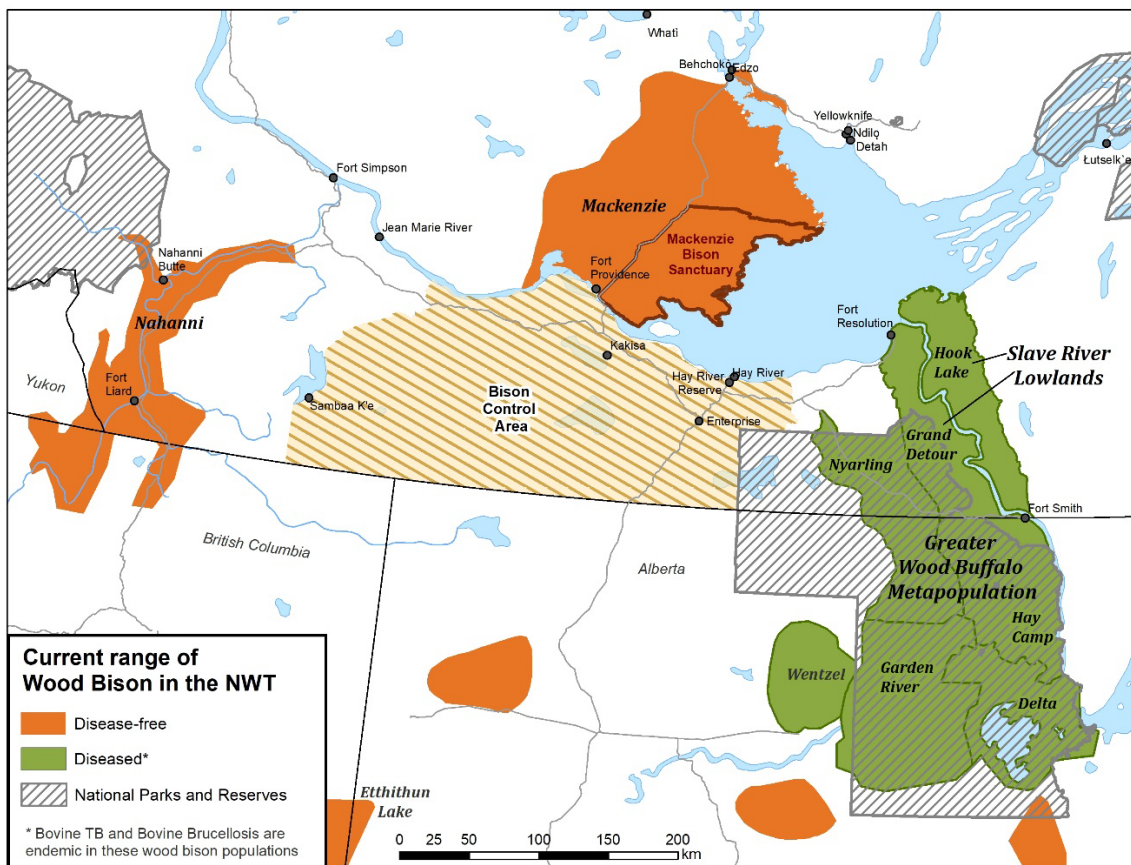 Whatì
Behchokǫ̀
Edzo
Yellowknife
Ndilǫ
Detah
Łutselk'e
Fort Simpson
Mackenzie
Jean Marie River
Mackenzie
Bison
Sanctuary
Nahanni
Butte
Fort
Providence
Nahanni
Fort
Resolution
Hook
Lake
Slave River
Lowlands
Kakisa
Hay River
Hay River
Reserve
Yukon
Fort
Liard
Sambaa K'e
Bison
Control
Area
Enterprise
Grand
Detour
Nyarling
Fort Smith
British Columbia
Alberta
Greater
Wood Buffalo
Metapopulation
Hay
Camp
Wentzel
Garden
River
Delta
Current range of
Wood Bison in the NWT
Disease-free
Diseased*
National Parks and Reserves
* Bovine TB and Bovine Brucellosis are
endemic in these wood bison populations
Etthithun
Lake
0 50 100 150 200
km